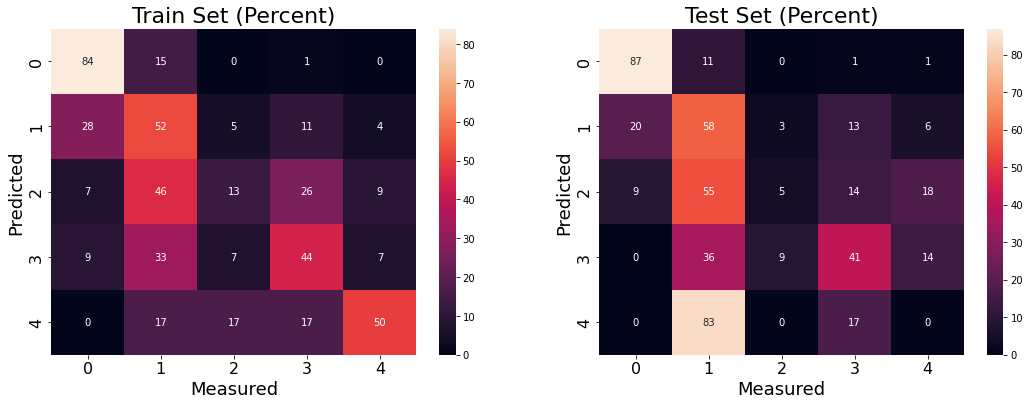 Train Set (Percent)
0 84 15 0 1 0
1 28 52 5 11 4
2 7 46 13 26 9
3 9 33 7 44 7
4 0 17 17 17 50
0 1 2 3 4
Predicted
Measured
80
70
60
50
40
30
20
10
0
Test Set (Percent)
0 87 11 0 1 1
1 20 58 3 13 6
2 9 55 5 14 18
3 0 36 9 41 14
4 0 83 0 17 0
0 1 2 3 4
Predicted
Measured
80
70
60
50
40
30
20
10
0